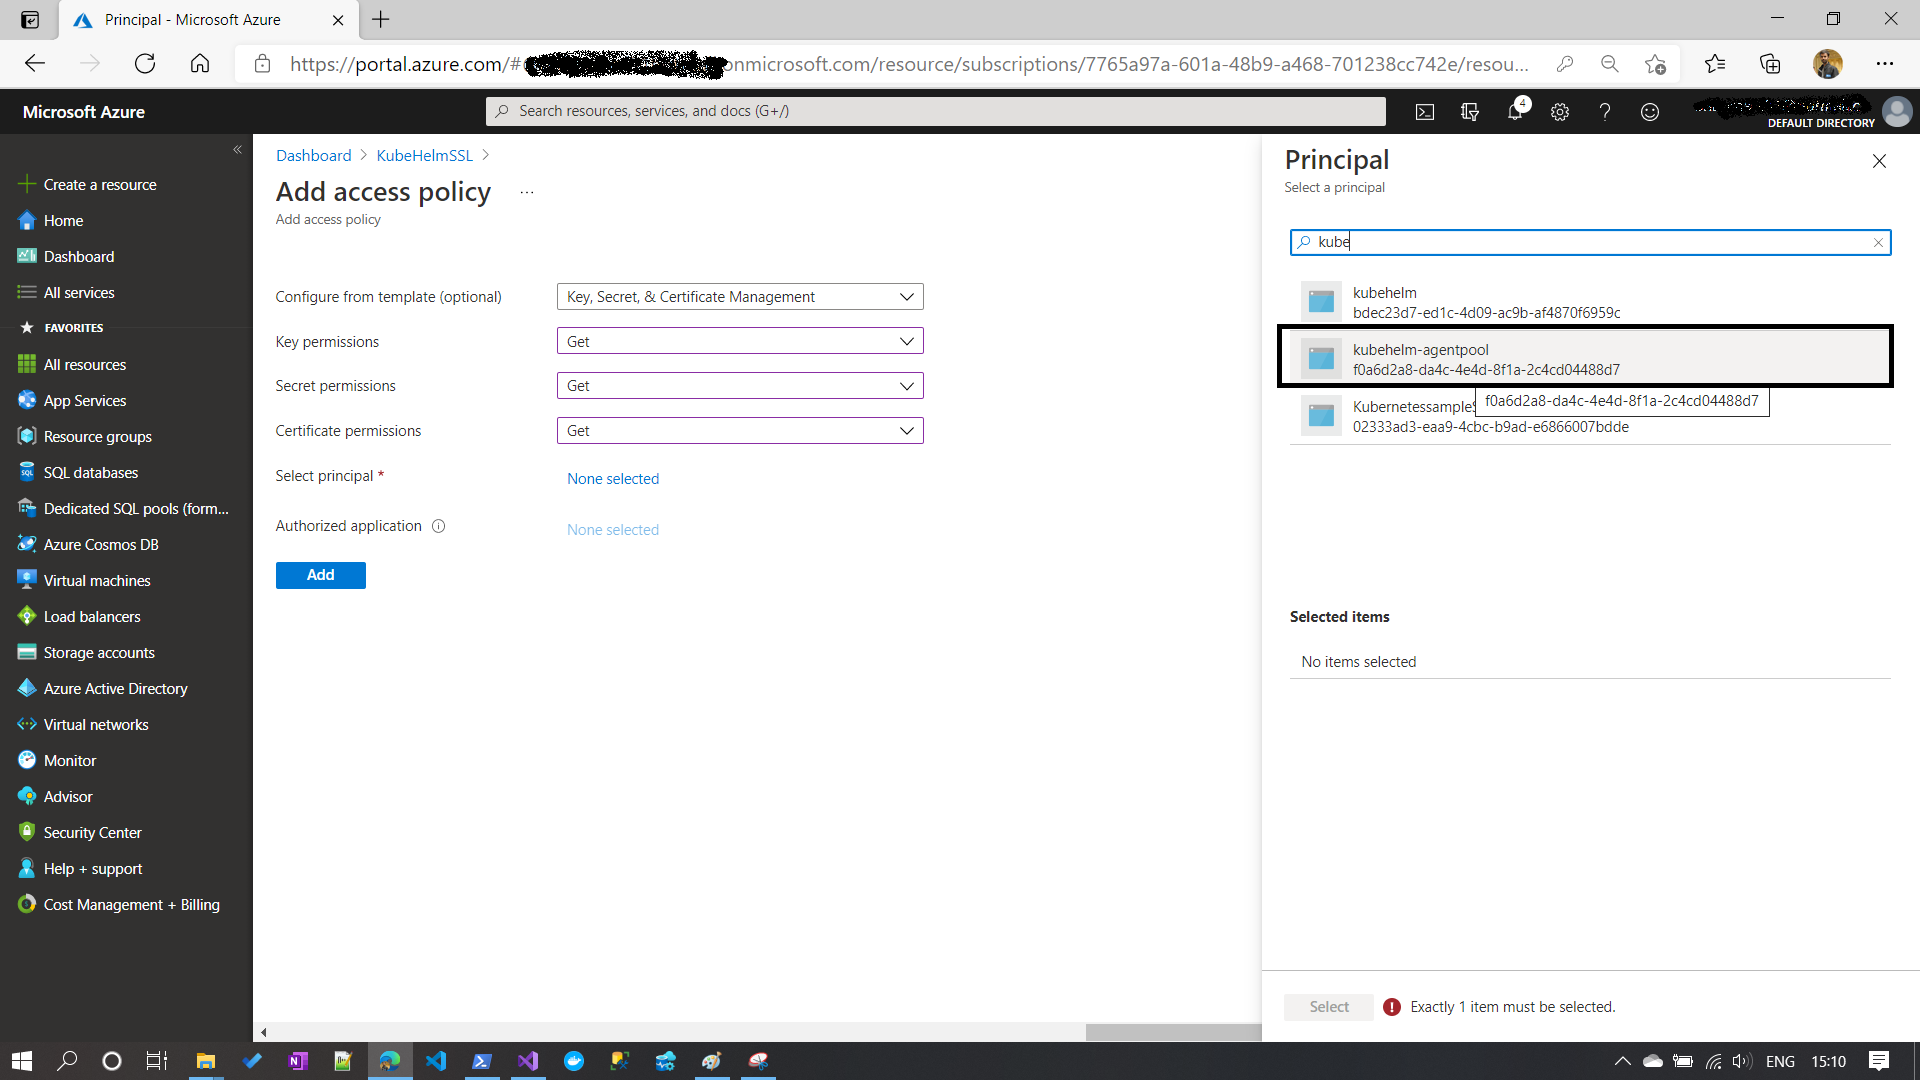 Principal - Microsoft Azure
https://portal.azure.com/#
onmicrosoft.com/resource/subscriptions/7765a97a-601a-48b9-a468-701238cc742e/resou...
Microsoft Azure
Search resources, services, and docs (G+/)
4
DEFAULT DIRECTORY
Create a resource
Home
Dashboard
All services
FAVORITES
All resources
App Services
Resource groups
SQL databases
Dedicated SQL pools (form...
Azure Cosmos DB
Virtual machines
Load balancers
Storage accounts
Azure Active Directory
Virtual networks
Monitor
Advisor
Security Center
Help + support
Cost Management + Billing
Dashboard > KubeHelmSSL >
Add access policy ...
Add access policy
Configure from template (optional)
Key, Secret, & Certificate Management
Key permissions
Get
Secret permissions
Get
Certificate permissions
Get
Select principal *
None selected
Authorized application
None selected
Add
Principal
Select a principal
kube
kubehelm
bdec23d7-ed1c-4d09-ac9b-af4870f6959c
kubehelm-agentpool
f0a6d2a8-da4c-4e4d-8f1a-2c4cd04488d7
Kubernetessample
f0a6d2a8-da4c-4e4d-8f1a-2c4cd04488d7
02333ad3-eaa9-4cbc-b9ad-e6866007bdde
Selected items
No items selected
Select
Exactly 1 item must be selected.
ENG
15:10